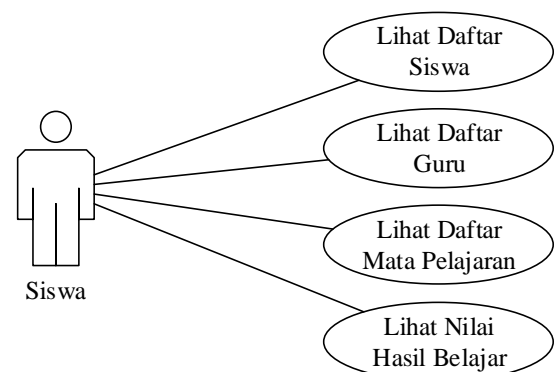 Lihat Daftar
Siswa
Lihat Daftar
Guru
Lihat Daftar
Mata Pelajaran
Siswa
Lihat Nilai
Hasil Belajar